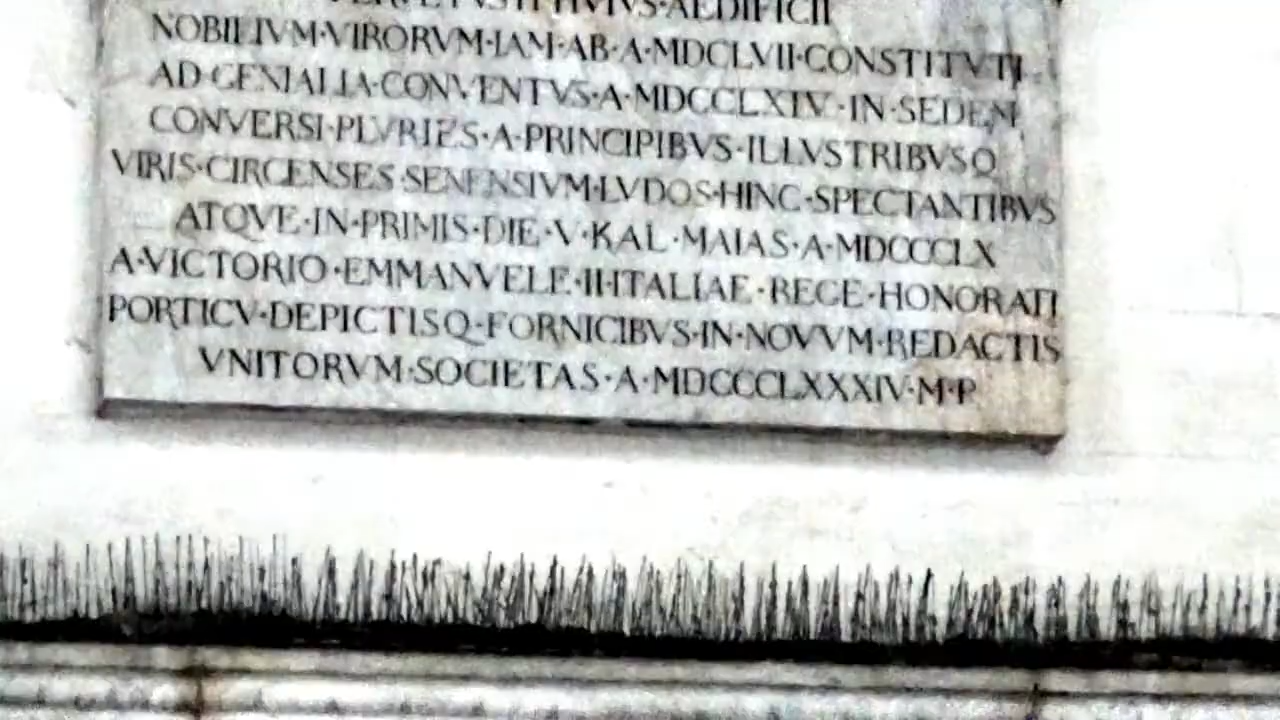 HVIVS·AEDIFICII
NOBILIVM·VIRORVM·IAM·AB·A·MDCLVII·CONSTITVTI
AD·GENIALIA·CONVENTVS·A·MDCCLXIV·IN·SEDEM
CONVERSI·PLVRIES·A·PRINCIPIBVS·ILLVSTRIBVSQ
VIRIS·CIRCENSES·SENENSIVM·LVDOS·HINC·SPECTANTIBVS
ATQVE·IN·PRIMIS·DIE·V·KAL·MAIAS·A·MDCCCLX
A·VICTORIO·EMMANVELE·II·ITALIAE·REGE·HONORATI
PORTICV·DEPICTISQ·FORNICIBVS·IN·NOVVM·REDACTIS
VNITORVM·SOCIETAS·A·MDCCCLXXXIV·M·P